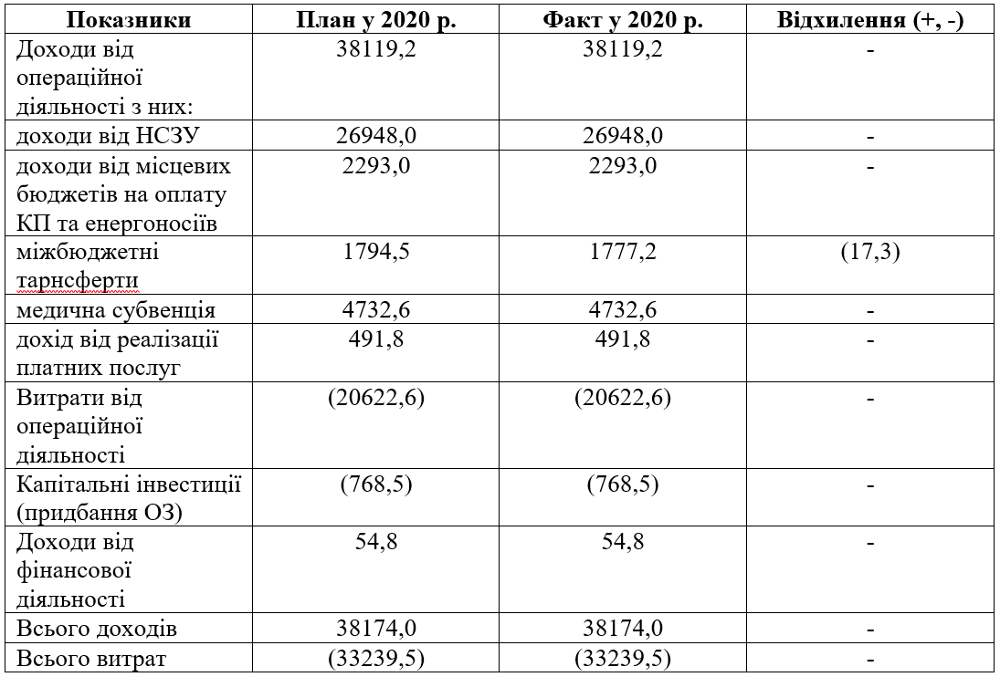 Показники План у 2020 р. Факт у 2020 р. Відхилення (+, -)
Доходи від 38119,2 38119,2 -
операційної
діяльності з них:
доходи від НСЗУ 26948,0 26948,0 -
доходи від місцевих 2293,0 2293,0 -
бюджетів на оплату
КП та енергоносіїв
міжбюджетні 1794,5 1777,2 (17,3)
тарнсферти
медична субвенція 4732,6 4732,6 -
дохід від реалізації 491,8 491,8 -
платних послуг
Витрати від (20622,6) (20622,6) -
операційної
діяльності
Капітальні інвестиції (768,5) (768,5) -
(придбання ОЗ)
Доходи від 54,8 54,8 -
фінансової
діяльності
Всього доходів 38174,0 38174,0 -
Всього витрат (33239,5) (33239,5) -